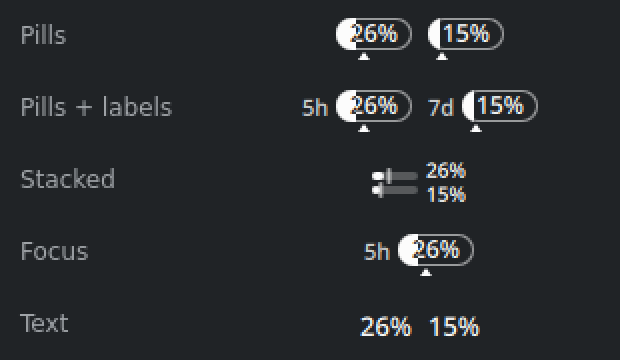 Pills 26% 15%
Pills + labels 5h 26% 7d 15%
Stacked 26%
15%
Focus 5h 26%
Text 26% 15%